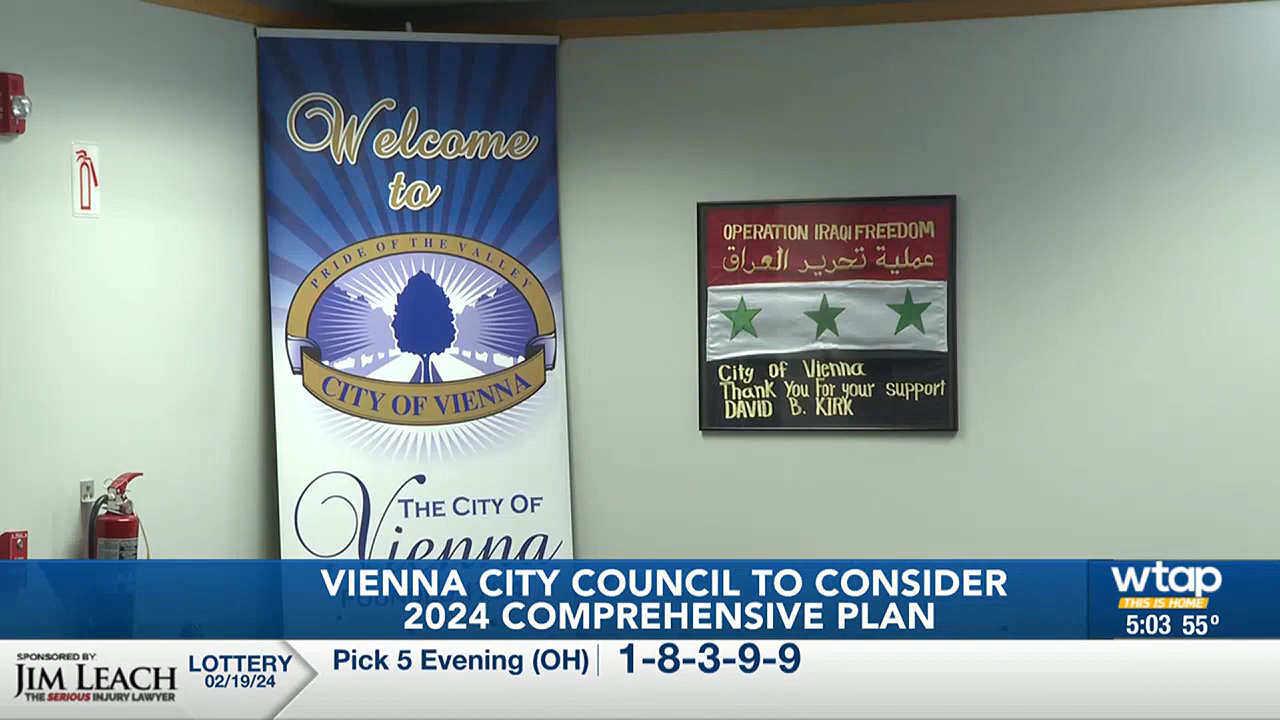 Welcome
to
PRIDE OF THE VALLEY
CITY OF VIENNA
THE CITY OF
Vienna
OPERATION IRAQI FREEDOM
عملية تحرير العراق
City of Vienna
Thank You For your support
DAVID B. KIRK
VIENNA CITY COUNCIL TO CONSIDER
2024 COMPREHENSIVE PLAN
wtap
THIS IS HOME
5:03 55°
SPONSORED BY:
JIM LEACH
THE SERIOUS INJURY LAWYER
LOTTERY
02/19/24
Pick 5 Evening (OH) 1-8-3-9-9